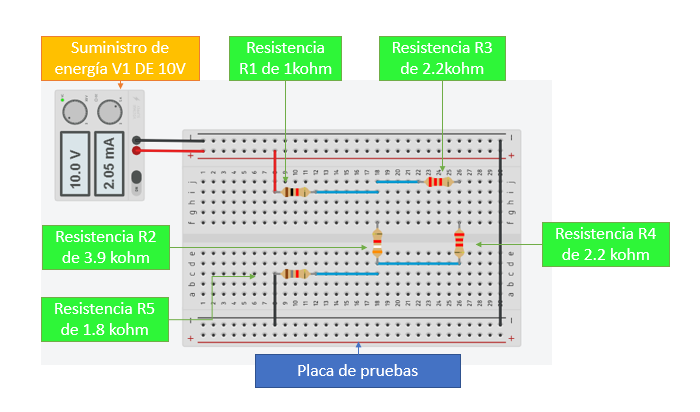 Suministro de
energía V1 DE 10V
Resistencia
R1 de 1kohm
Resistencia R3
de 2.2kohm
10.0 V
2.05 mA
Resistencia R2
de 3.9 kohm
Resistencia R4
de 2.2 kohm
Resistencia R5
de 1.8 kohm
Placa de pruebas